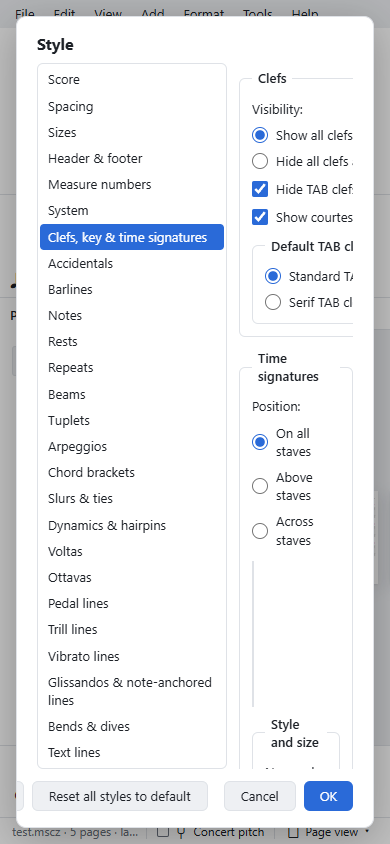 File Edit View Add Format Tools Help
Style
Score
Spacing
Sizes
Header & footer
Measure numbers
System
Clefs, key & time signatures
Accidentals
Barlines
Notes
Rests
Repeats
Beams
Tuplets
Arpeggios
Chord brackets
Slurs & ties
Dynamics & hairpins
Voltas
Ottavas
Pedal lines
Trill lines
Vibrato lines
Glissandos & note-anchored
lines
Bends & dives
Text lines
Clefs
Visibility:
Show all clefs
Hide all clefs
Hide TAB clefs
Show courtes
Default TAB cl
Standard TA
Serif TAB cl
Time
signatures
Position:
On all
staves
Above
staves
Across
staves
Style
and size
Reset all styles to default
Cancel
OK
test.mscz · 5 pages · la...
Concert pitch
Page view